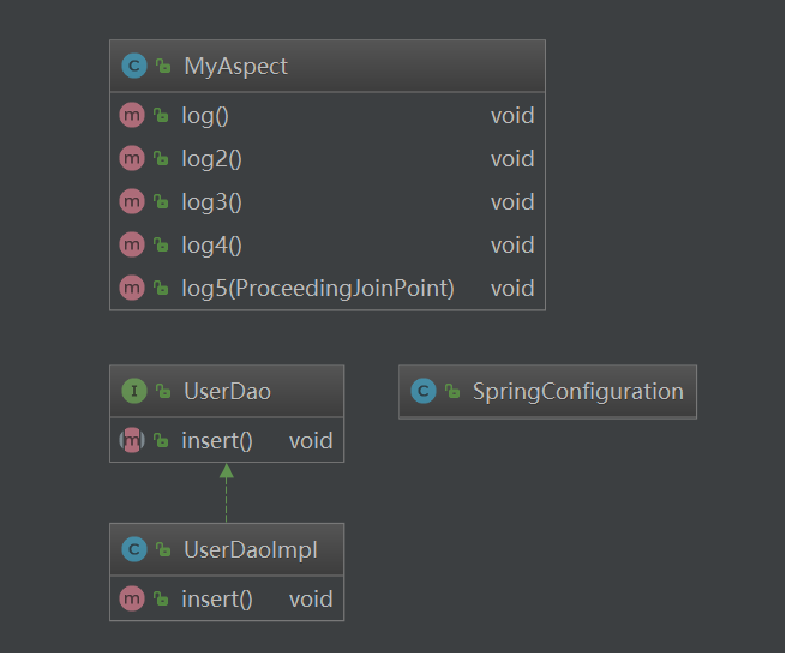 C MyAspect
m log() void
m log2() void
m log3() void
m log4() void
m log5(ProceedingJoinPoint) void
I UserDao
m insert() void
C SpringConfiguration
C UserDaoImpl
m insert() void